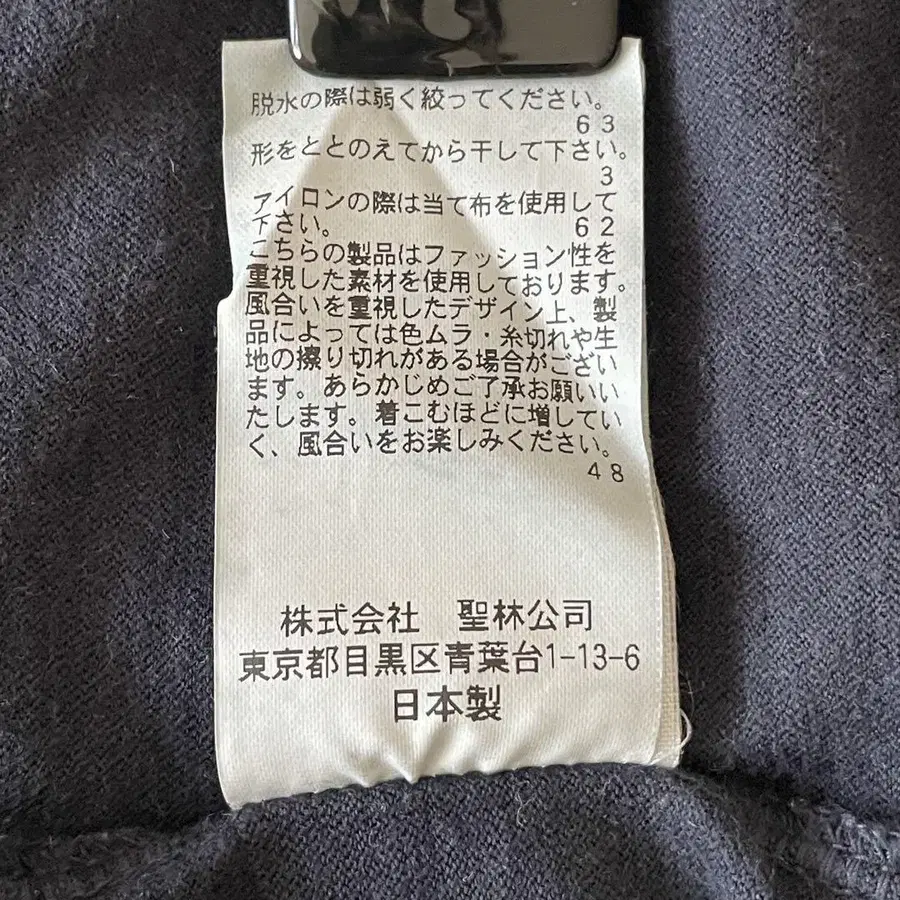 脱水の際は弱く絞ってください。
63
形をととのえてから干して下さい。
3
アイロンの際は当て布を使用して
下さい。 62
こちらの製品はファッション性を
重視した素材を使用しております。
風合いを重視したデザイン上、製
品によっては色ムラ・糸切れや生
地の擦り切れがある場合がござい
ます。あらかじめご了承お願いい
たします。着こむほどに増してい
く、風合いをお楽しみください。
48
株式会社 聖林公司
東京都目黒区青葉台1-13-6
日本製